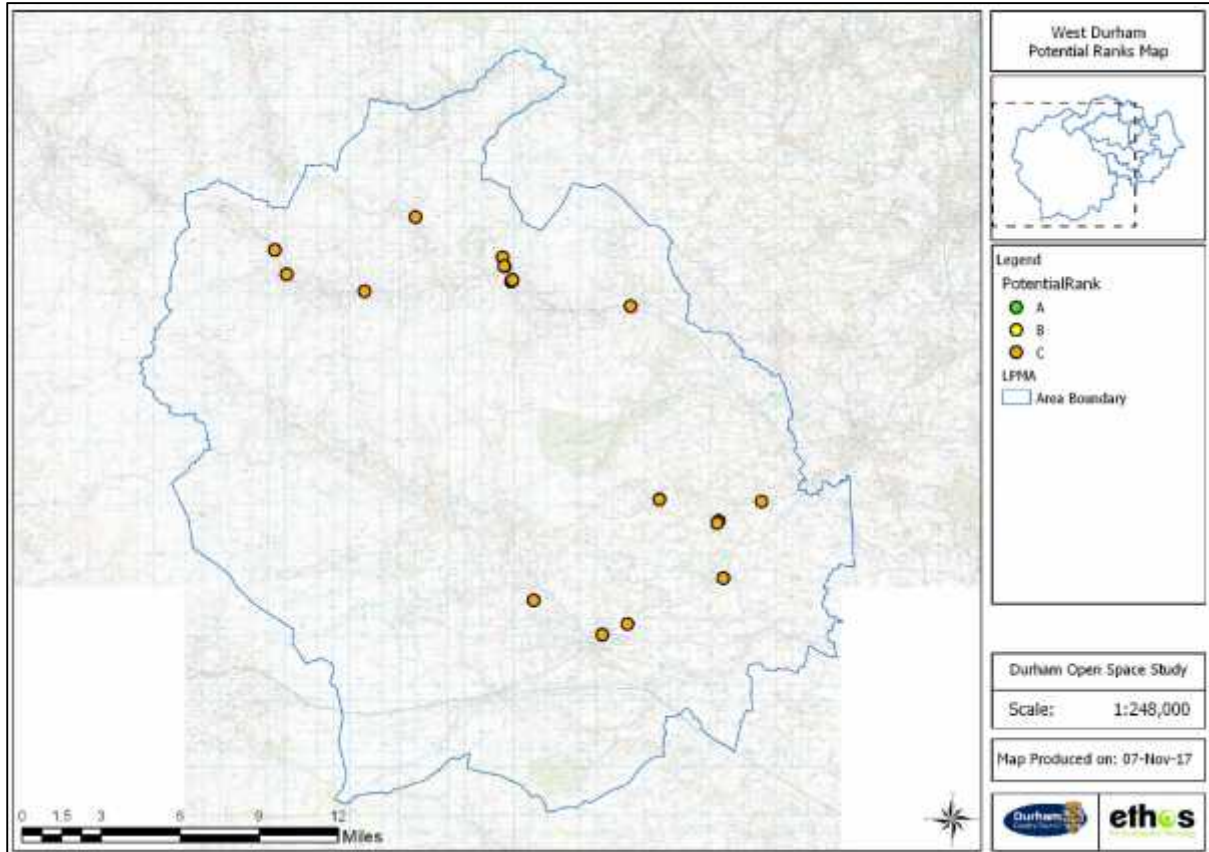 West Durham
Potential Ranks Map
Legend
PotentialRank
A
B
C
LPMA
Area Boundary
Durham Open Space Study
Scale: 1:248,000
Map Produced on: 07-Nov-17
Durham
ethos
0 1.5 3 6 9 12
Miles